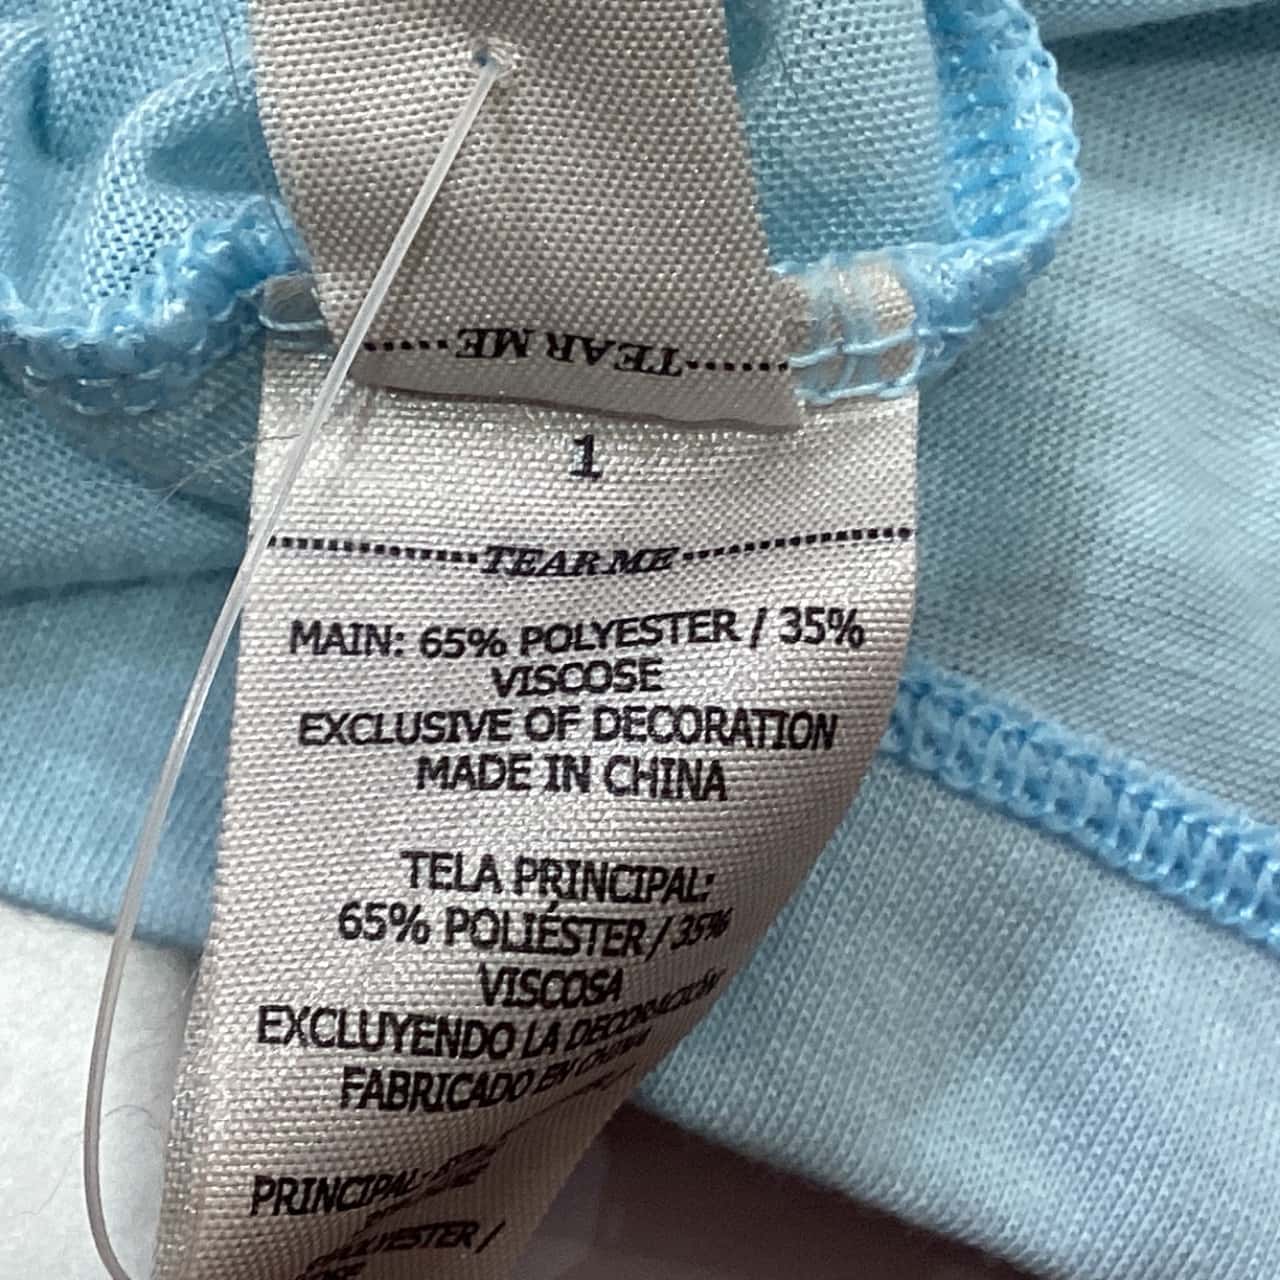 TEAR ME
1
TEAR ME
MAIN: 65% POLYESTER / 35%
VISCOSE
EXCLUSIVE OF DECORATION
MADE IN CHINA
TELA PRINCIPAL:
65% POLIÉSTER / 35%
VISCOSA
EXCLUYENDO LA DECORACIÓN
FABRICADO EN CHINA
PRINCIPAL:
POLYESTER /